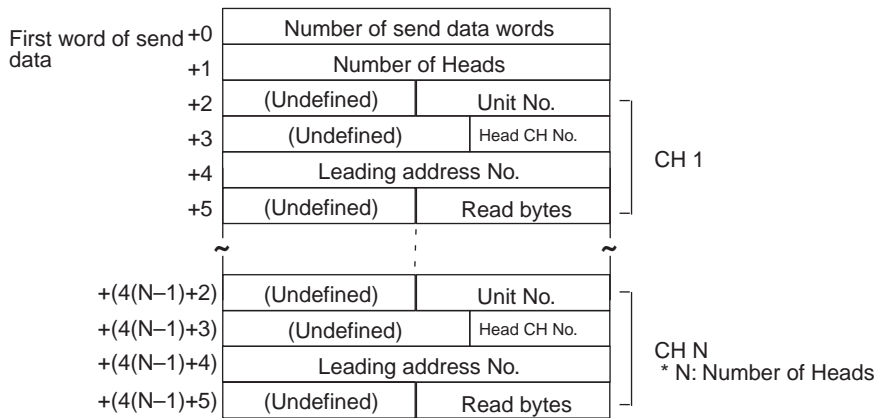 First word of send
data
+0 Number of send data words
+1 Number of Heads
+2 (Undefined) Unit No.
+3 (Undefined) Head CH No.
+4 Leading address No.
+5 (Undefined) Read bytes
CH 1
~ ~
+(4(N–1)+2) (Undefined) Unit No.
+(4(N–1)+3) (Undefined) Head CH No.
+(4(N–1)+4) Leading address No.
+(4(N–1)+5) (Undefined) Read bytes
CH N
* N: Number of Heads